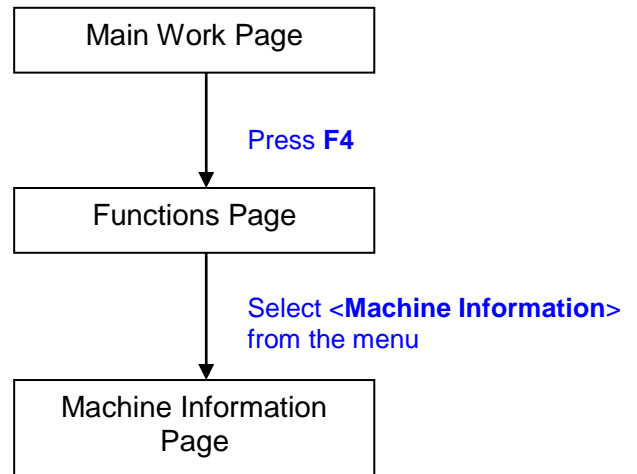 Main Work Page
Press F4
Functions Page
Select <Machine Information>
from the menu
Machine Information
Page